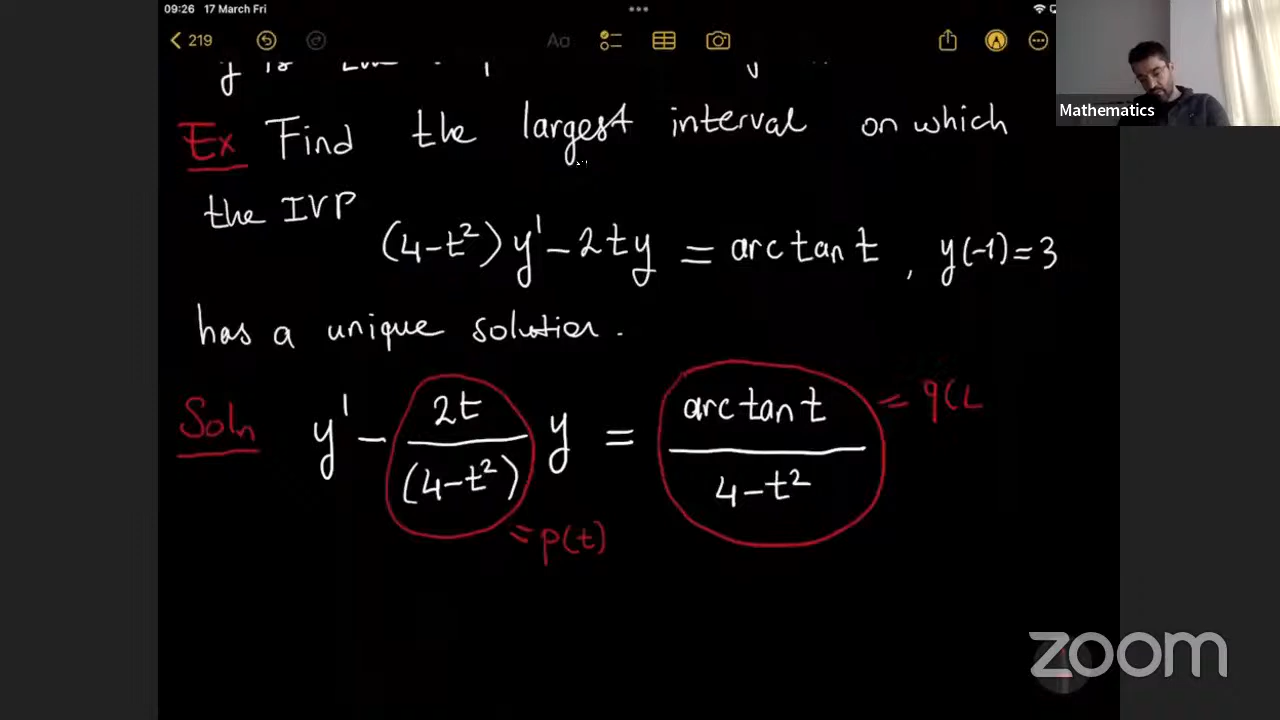 09:26 17 March Fri
219
Aa
Mathematics
Ex Find the largest interval on which
the IVP
(4-t²) y' - 2ty = arctan t , y(-1)=3
has a unique solution.
Soln y' - 2t/(4-t²) y = arctan t/4-t² = q(
= p(t)
zoom